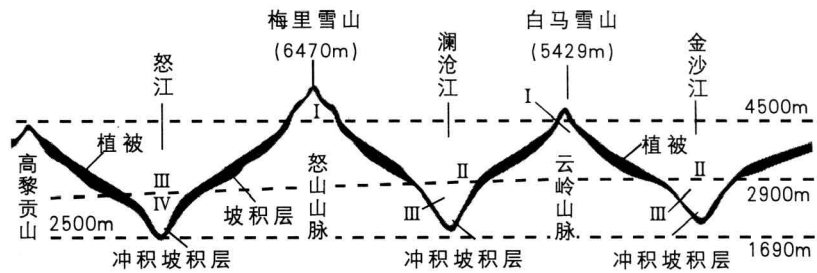 梅里雪山
(6470m)
白马雪山
(5429m)
怒江
澜沧江
金沙江
I
I
4500m
植被
植被
高黎贡山
III
IV
II
II
怒山山脉
云岭山脉
坡积层
III
III
2900m
2500m
1690m
冲积坡积层
冲积坡积层
冲积坡积层